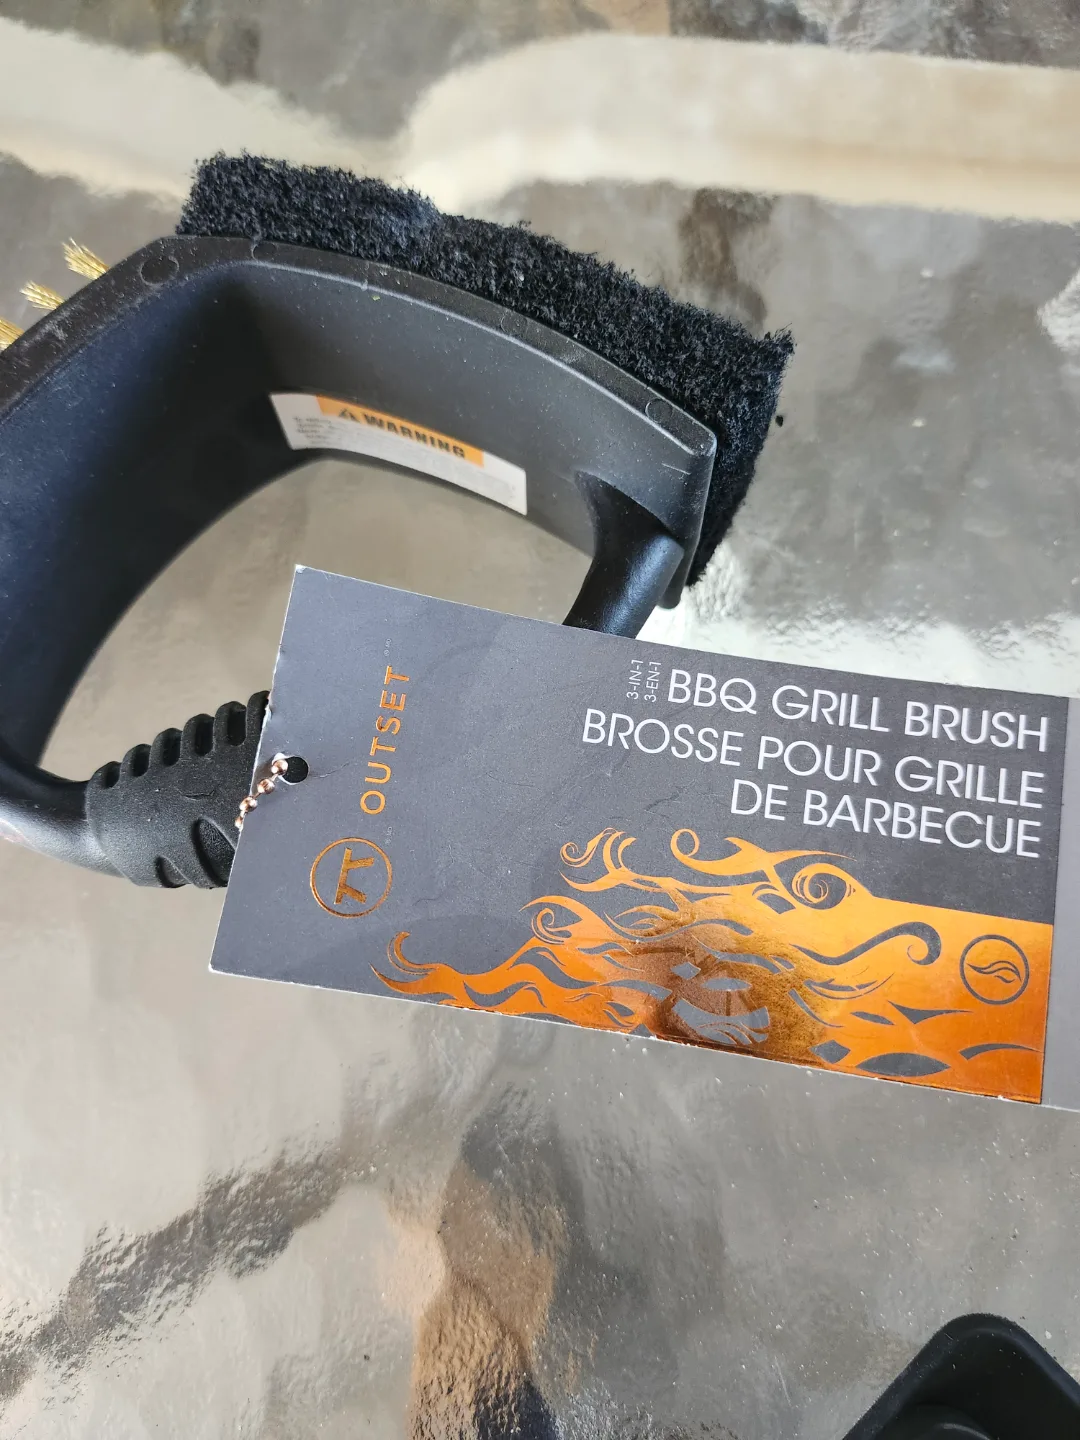 WARNING
OUTSET
3-IN-1
3-EN-1
BBQ GRILL BRUSH
BROSSE POUR GRILLE
DE BARBECUE